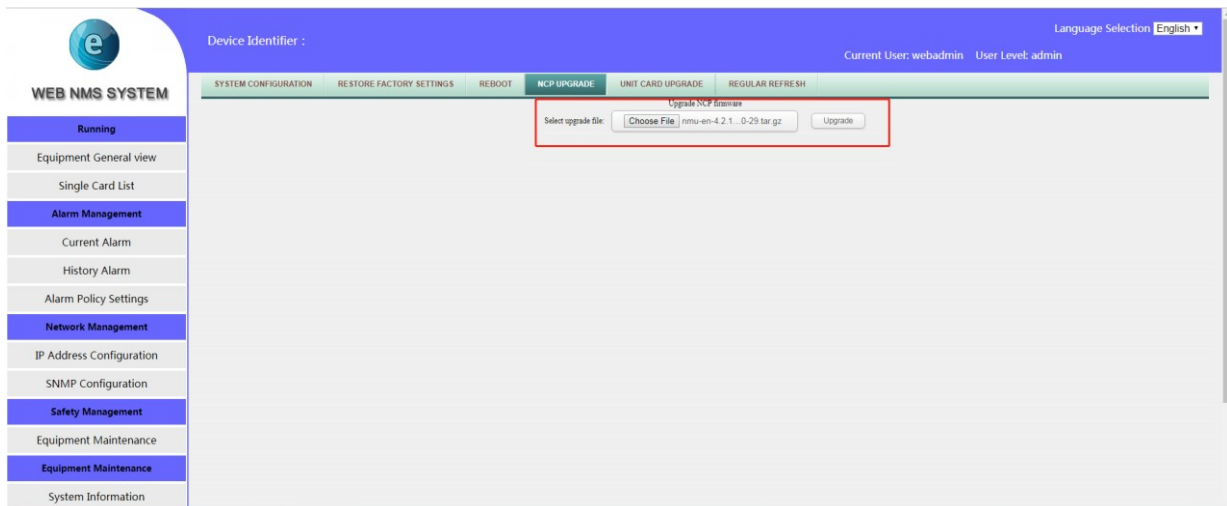 e
WEB NMS SYSTEM
Device Identifier :
Language Selection English
Current User: webadmin User Level: admin
SYSTEM CONFIGURATION RESTORE FACTORY SETTINGS REBOOT NCP UPGRADE UNIT CARD UPGRADE REGULAR REFRESH
Upgrade NCP firmware
Select upgrade file: Choose File nmu-en-4.2.1...0-29.tar.gz Upgrade
Running
Equipment General view
Single Card List
Alarm Management
Current Alarm
History Alarm
Alarm Policy Settings
Network Management
IP Address Configuration
SNMP Configuration
Safety Management
Equipment Maintenance
Equipment Maintenance
System Information